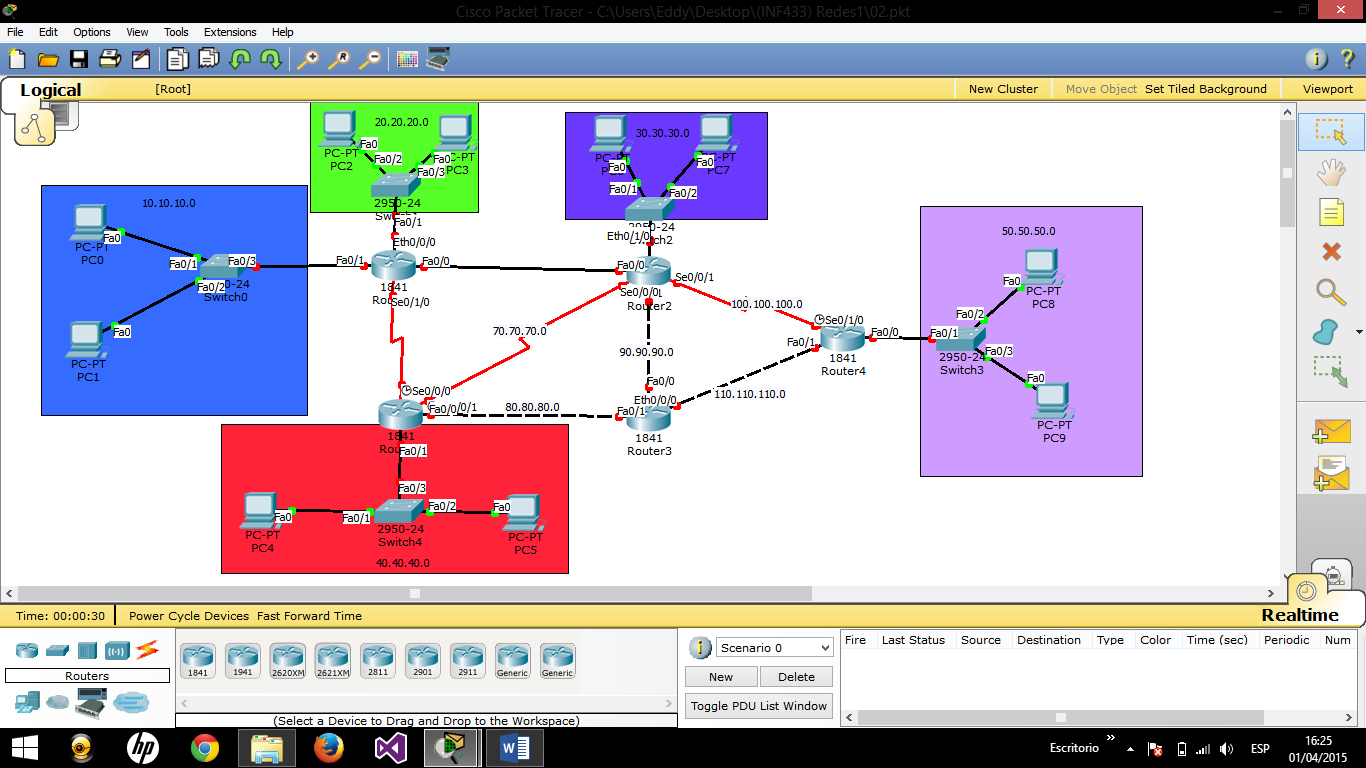 Cisco Packet Tracer - C:\Users\Eddy\Desktop\(INF433) Redes1\02.pkt
File Edit Options View Tools Extensions Help
Logical [Root] New Cluster Move Object Set Tiled Background Viewport
20.20.20.0
Fa0
Fa0/2
PC-PT
PC2
Fa0
C-PT
PC3
Fa0/3
2950-24
Fa0/1
30.30.30.0
Fa0
Fa0/1
PC-PT
PC7
Fa0
Fa0/2
Eth0/1/0
10.10.10.0
PC-PT
PC0
Fa0
Fa0/1
Fa0/3
Fa0/2
Switch0
Fa0
PC-PT
PC1
Eth0/0/0
Fa0/1
Fa0/0
1841
Se0/1/0
Fa0/0
Se0/0/1
Se0/0/0
Router2
100.100.100.0
70.70.70.0
90.90.90.0
Se0/1/0
Fa0/1
Fa0/0
1841
Router4
50.50.50.0
Fa0
PC-PT
PC8
Fa0/2
Fa0/1
2950-24
Switch3
Fa0/3
Fa0
PC-PT
PC9
Se0/0/0
Fa0/0
0/1
1841
80.80.80.0
Fa0/0
Eth0/0/0
Fa0/1
1841
Router3
110.110.110.0
Fa0/1
Fa0/3
Fa0
PC-PT
PC4
Fa0/1
Fa0/2
2950-24
Switch4
Fa0
PC-PT
PC5
40.40.40.0
Time: 00:00:30 Power Cycle Devices Fast Forward Time Realtime
Routers
1841 1941 2620XM 2621XM 2811 2901 2911 Generic Generic
(Select a Device to Drag and Drop to the Workspace)
Scenario 0
New Delete
Toggle PDU List Window
Fire Last Status Source Destination Type Color Time (sec) Periodic Num
Escritorio » ESP 16:25
01/04/2015